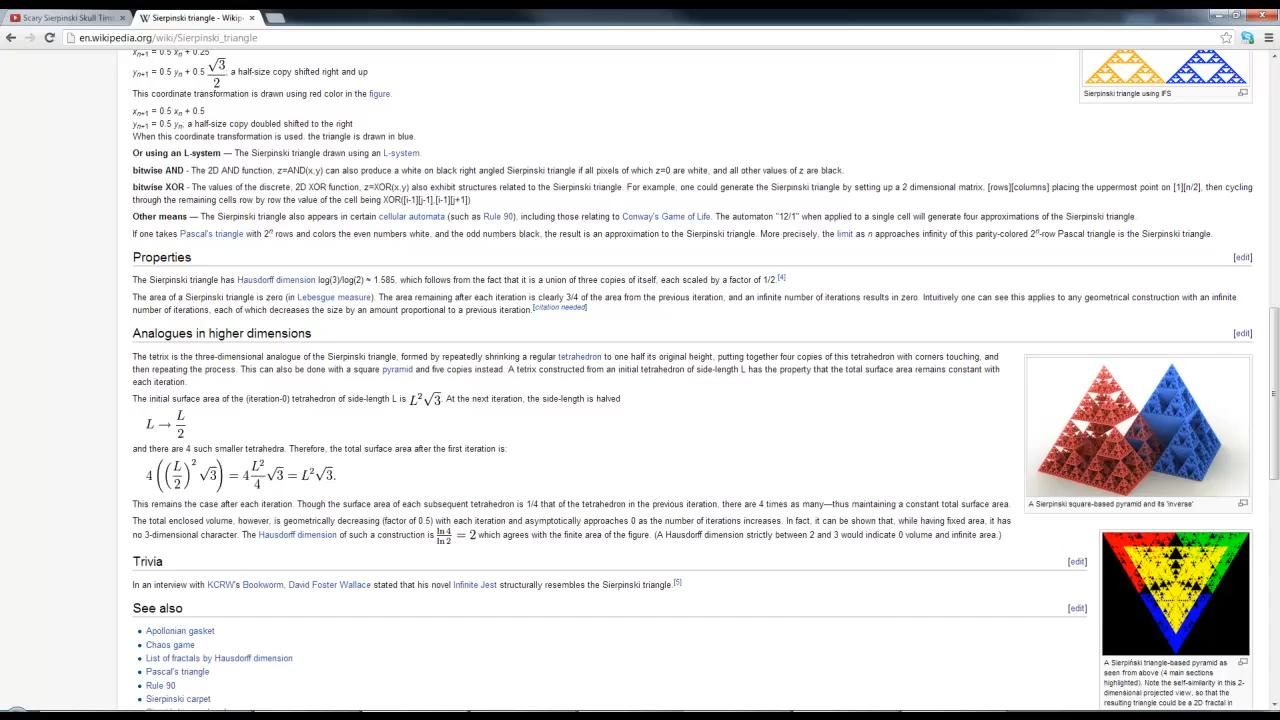 Scary Sierpinski Skull Time
Sierpinski triangle - Wikip
en.wikipedia.org/wiki/Sierpinski_triangle
xn+1 = 0.5 xn + 0.25
yn+1 = 0.5 yn + 0.5 √3/2, a half-size copy shifted right and up
This coordinate transformation is drawn using red color in the figure.
xn+1 = 0.5 xn + 0.5
yn+1 = 0.5 yn, a half-size copy doubled shifted to the right
When this coordinate transformation is used, the triangle is drawn in blue.
Sierpinski triangle using IFS
Or using an L-system — The Sierpinski triangle drawn using an L-system.
bitwise AND - The 2D AND function, z=AND(x,y) can also produce a white on black right angled Sierpinski triangle if all pixels of which z=0 are white, and all other values of z are black.
bitwise XOR - The values of the discrete, 2D XOR function, z=XOR(x,y) also exhibit structures related to the Sierpinski triangle. For example, one could generate the Sierpinski triangle by setting up a 2 dimensional matrix, [rows][columns] placing the uppermost point on [1][n/2], then cycling
through the remaining cells row by row the value of the cell being XOR([i-1][j-1],[i-1][j+1])
Other means — The Sierpinski triangle also appears in certain cellular automata (such as Rule 90), including those relating to Conway's Game of Life. The automaton "12/1" when applied to a single cell will generate four approximations of the Sierpinski triangle.
If one takes Pascal's triangle with 2n rows and colors the even numbers white, and the odd numbers black, the result is an approximation to the Sierpinski triangle. More precisely, the limit as n approaches infinity of this parity-colored 2n-row Pascal triangle is the Sierpinski triangle.
Properties [edit]
The Sierpinski triangle has Hausdorff dimension log(3)/log(2) ≈ 1.585, which follows from the fact that it is a union of three copies of itself, each scaled by a factor of 1/2.[4]
The area of a Sierpinski triangle is zero (in Lebesgue measure). The area remaining after each iteration is clearly 3/4 of the area from the previous iteration, and an infinite number of iterations results in zero. Intuitively one can see this applies to any geometrical construction with an infinite
number of iterations, each of which decreases the size by an amount proportional to a previous iteration.[citation needed]
Analogues in higher dimensions [edit]
The tetrix is the three-dimensional analogue of the Sierpinski triangle, formed by repeatedly shrinking a regular tetrahedron to one half its original height, putting together four copies of this tetrahedron with corners touching, and
then repeating the process. This can also be done with a square pyramid and five copies instead. A tetrix constructed from an initial tetrahedron of side-length L has the property that the total surface area remains constant with
each iteration.
The initial surface area of the (iteration-0) tetrahedron of side-length L is L²√3. At the next iteration, the side-length is halved
L → L/2
and there are 4 such smaller tetrahedra. Therefore, the total surface area after the first iteration is:
4((L/2)²√3) = 4 L²/4 √3 = L²√3.
This remains the case after each iteration. Though the surface area of each subsequent tetrahedron is 1/4 that of the tetrahedron in the previous iteration, there are 4 times as many—thus maintaining a constant total surface area.
The total enclosed volume, however, is geometrically decreasing (factor of 0.5) with each iteration and asymptotically approaches 0 as the number of iterations increases. In fact, it can be shown that, while having fixed area, it has
no 3-dimensional character. The Hausdorff dimension of such a construction is ln 4/ln 2 = 2 which agrees with the finite area of the figure. (A Hausdorff dimension strictly between 2 and 3 would indicate 0 volume and infinite area.)
A Sierpinski square-based pyramid and its 'inverse'
Trivia [edit]
In an interview with KCRW's Bookworm, David Foster Wallace stated that his novel Infinite Jest structurally resembles the Sierpinski triangle.[5]
See also [edit]
Apollonian gasket
Chaos game
List of fractals by Hausdorff dimension
Pascal's triangle
Rule 90
Sierpinski carpet
A Sierpiński triangle-based pyramid as
seen from above (4 main sections
highlighted). Note the self-similarity in this 2-
dimensional projected view, so that the
resulting triangle could be a 2D fractal in